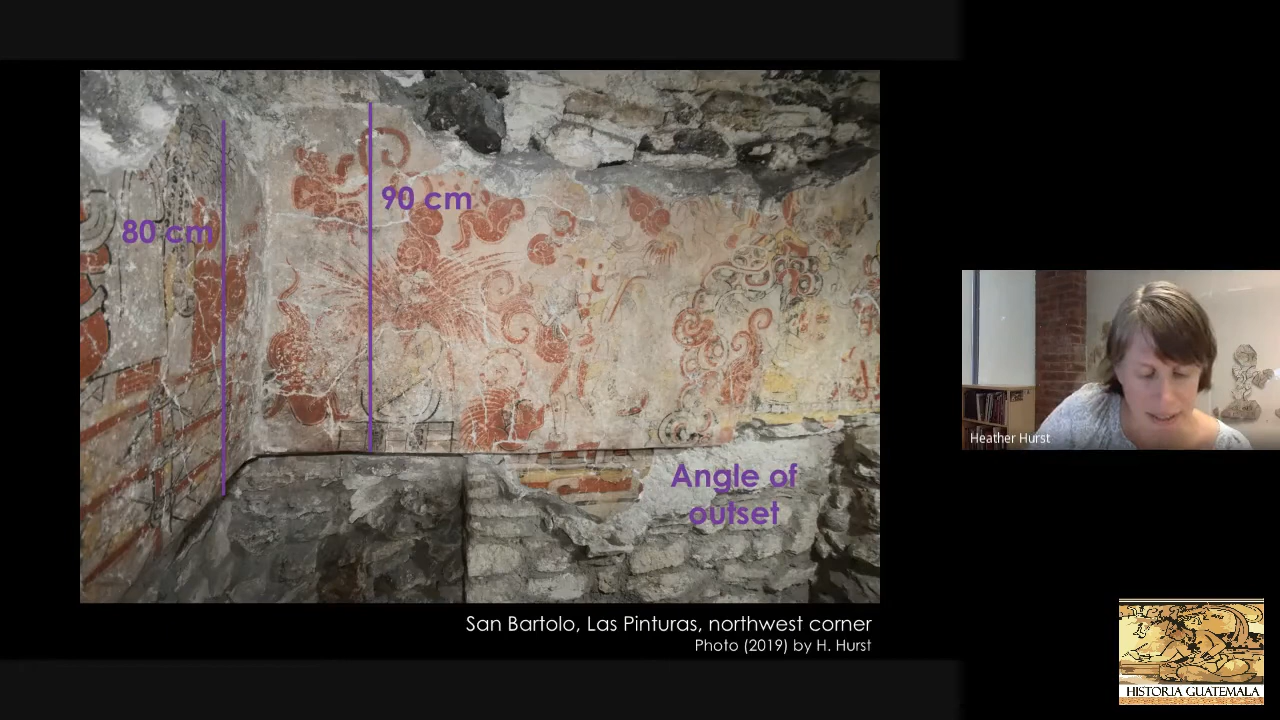 90 cm
80 cm
Angle of
outset
San Bartolo, Las Pinturas, northwest corner
Photo (2019) by H. Hurst
Heather Hurst
HISTORIA GUATEMALA